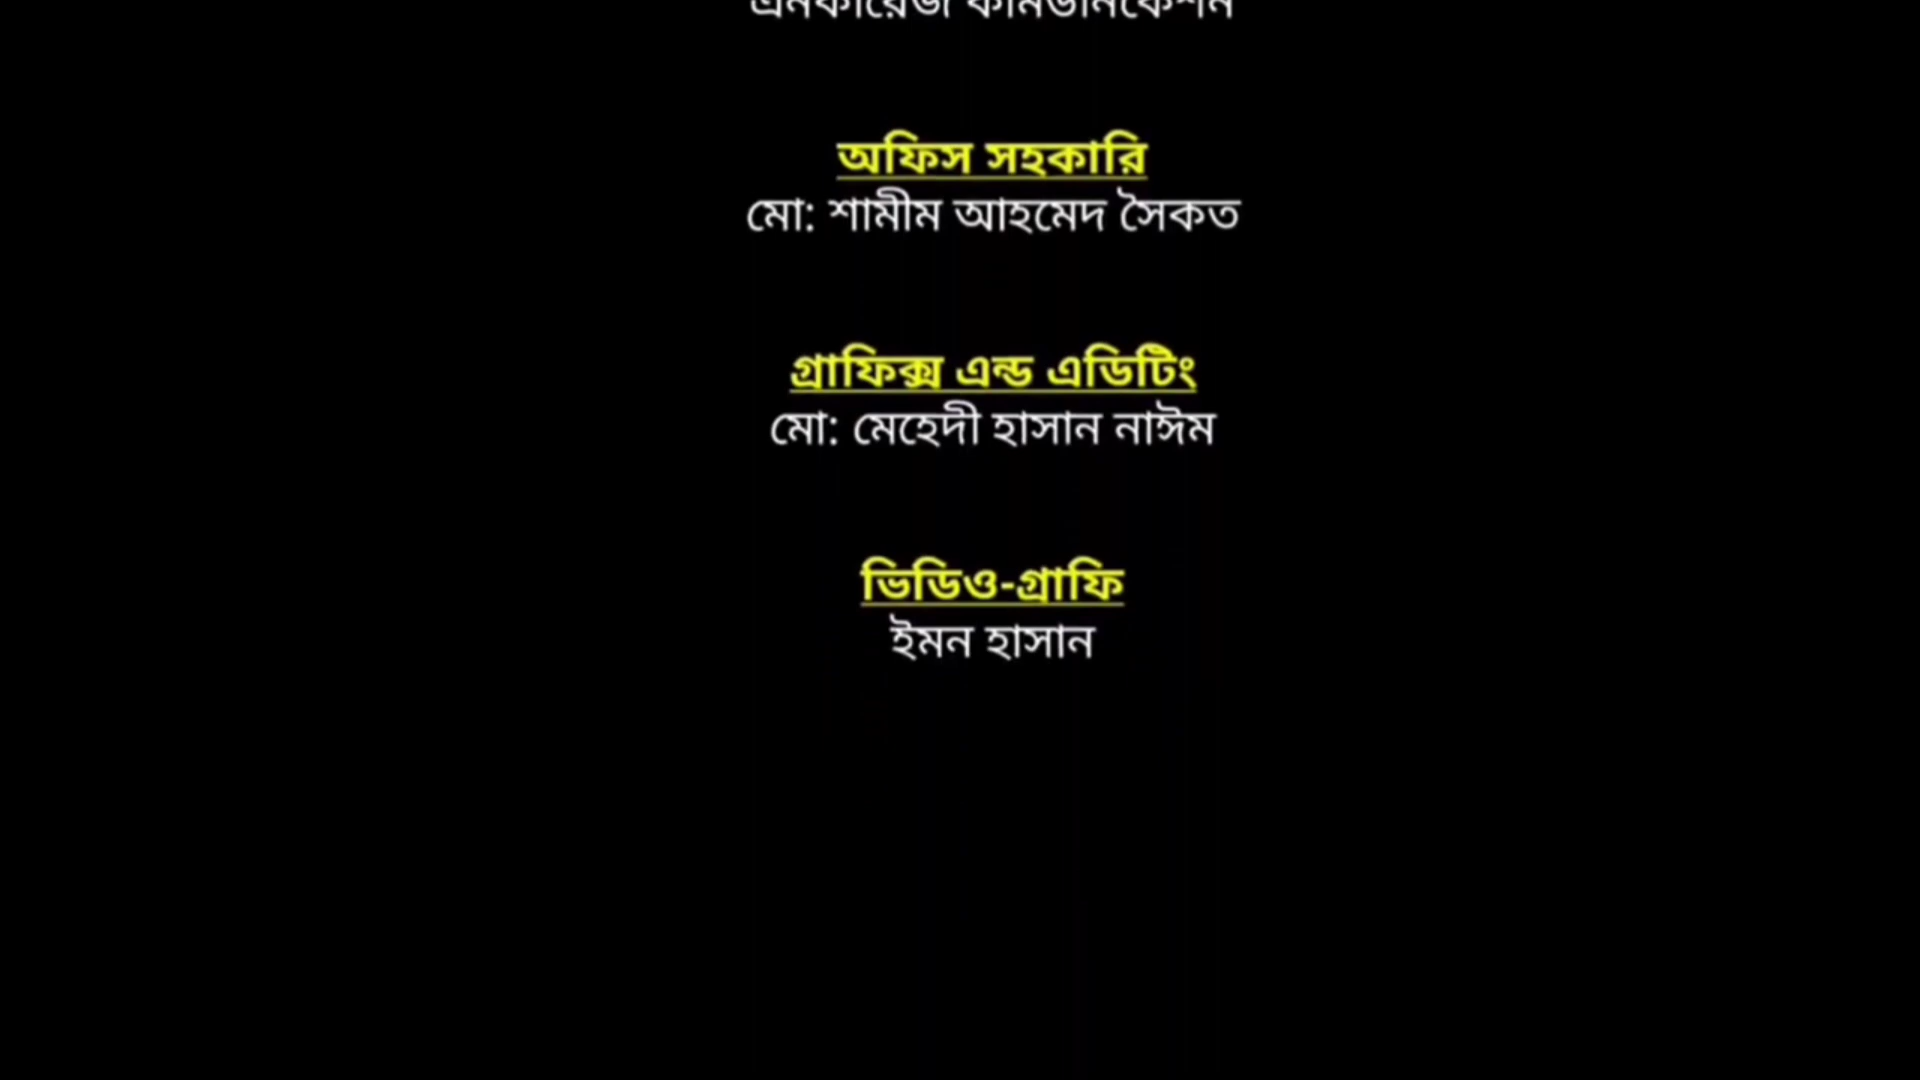 অফিস সহকারি
মো: শামীম আহমেদ সৈকত
গ্রাফিক্স এন্ড এডিটিং
মো: মেহেদী হাসান নাঈম
ভিডিও-গ্রাফি
ইমন হাসান